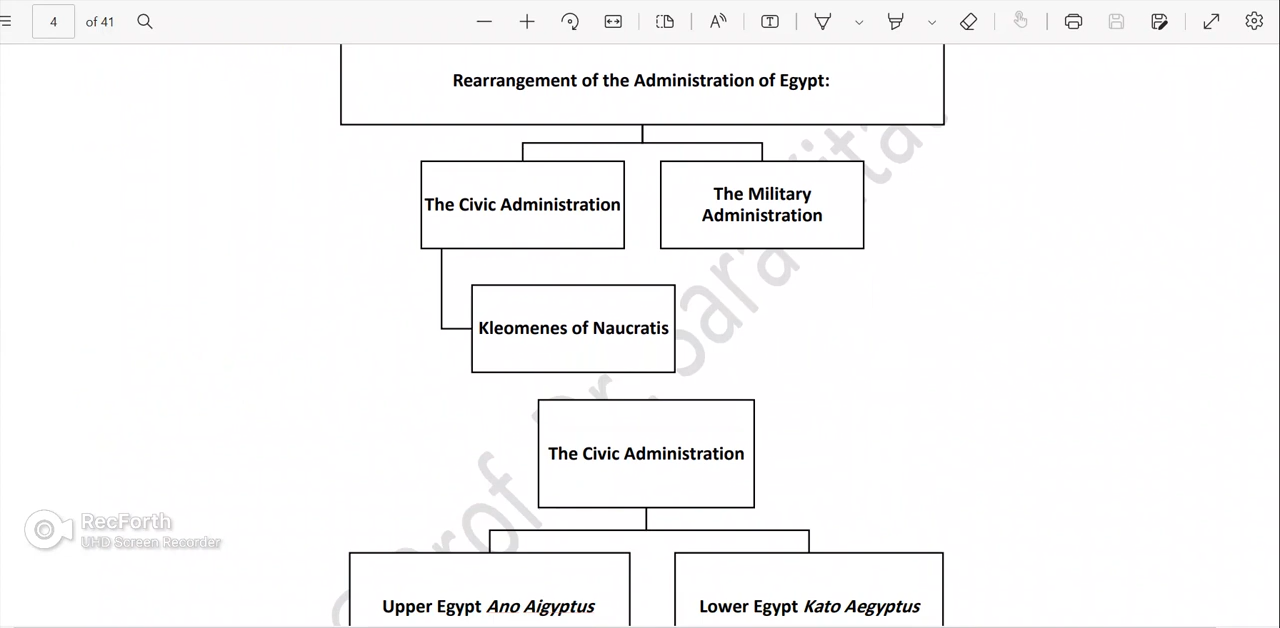 4 of 41
Rearrangement of the Administration of Egypt:
The Civic Administration
The Military
Administration
Kleomenes of Naucratis
The Civic Administration
RecForth
UHD Screen Recorder
Upper Egypt Ano Aigyptus
Lower Egypt Kato Aegyptus